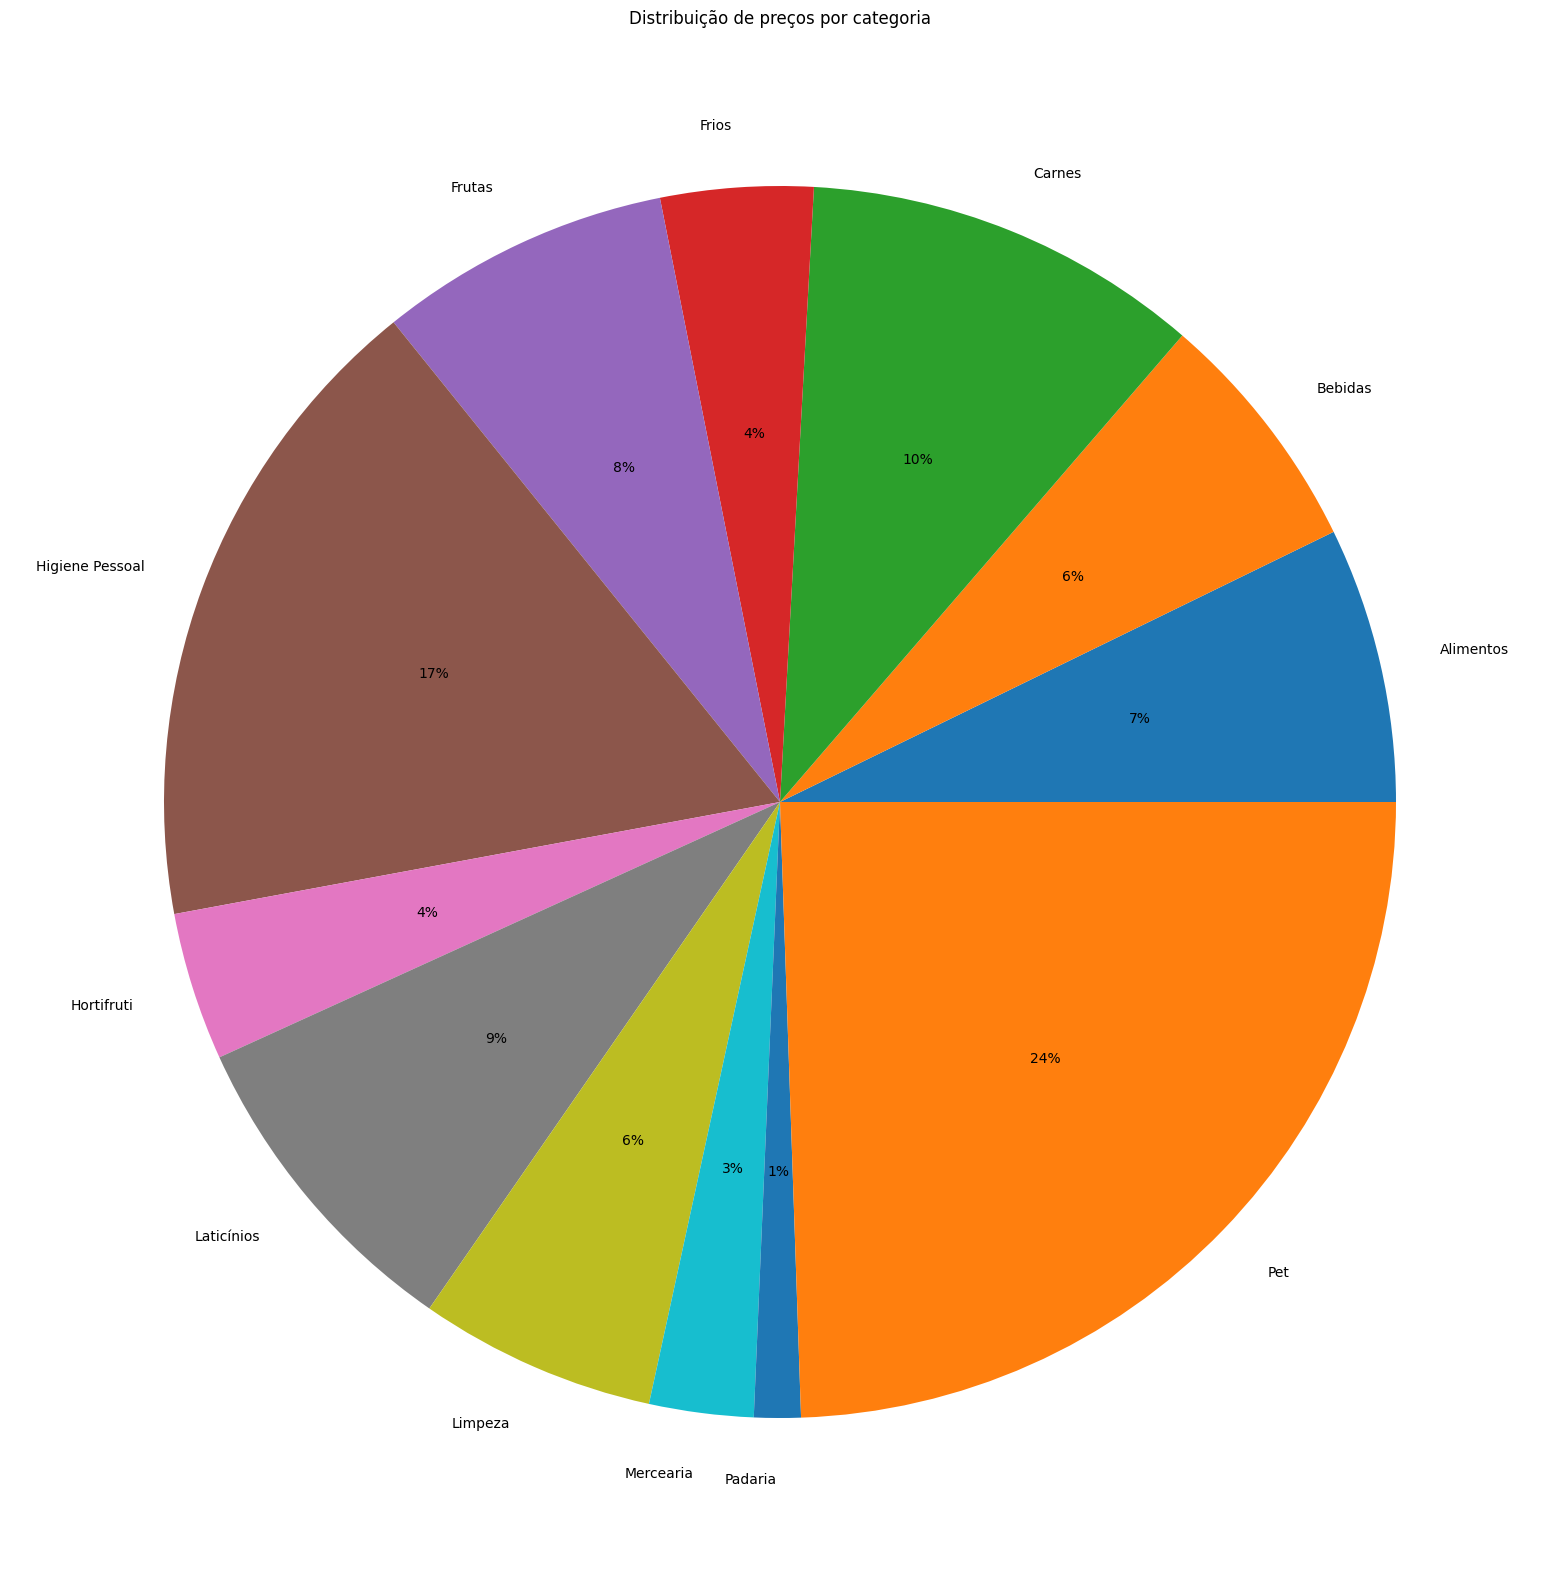 Distribuição de preços por categoria
Frios
Carnes
Frutas
Bebidas
4%
10%
8%
Higiene Pessoal
6%
Alimentos
17%
7%
4%
Hortifruti
9%
24%
6%
3%
1%
Laticínios
Pet
Limpeza
Mercearia
Padaria